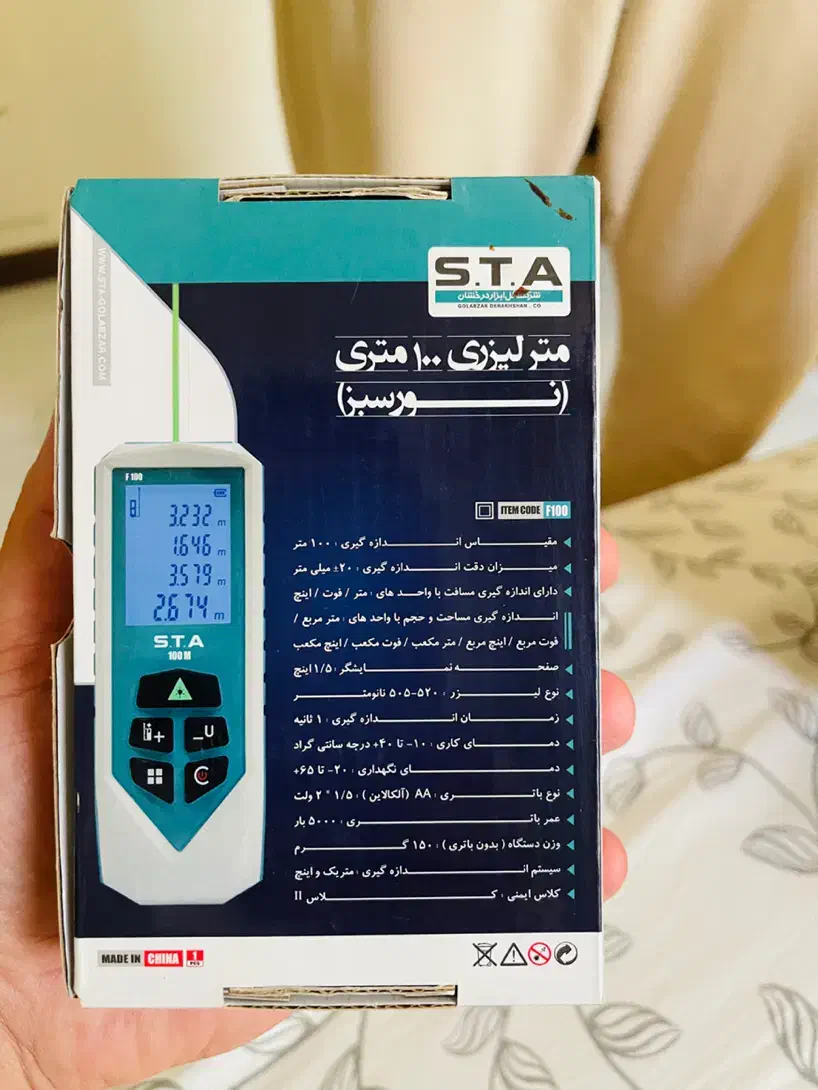 S.T.A
شرکت گل ابزار درخشان
GOLABZAR DERAKHSHAN . CO
WWW.STA-GOLABZAR.COM
متر لیزری ۱۰۰ متری
(نور سبز)
ITEM CODE F100
مقیاس اندازه گیری : ۱۰۰ متر
میزان دقت اندازه گیری : ۲۰± میلی متر
دارای اندازه گیری مسافت با واحد های : متر / فوت / اینچ
اندازه گیری مساحت و حجم با واحد های : متر مربع /
فوت مربع / اینچ مربع / متر مکعب / فوت مکعب / اینچ مکعب
صفحه نمایشگر : ۱/۵ اینچ
نوع لیزر : ۵۲۰-۵۰۵ نانومتر
زمان اندازه گیری : ۱ ثانیه
دمای کاری : ۱۰- تا ۴۰+ درجه سانتی گراد
دمای نگهداری : ۲۰- تا ۶۵+
نوع باتری : AA (آلکالاین) : ۱/۵ * ۲ ولت
عمر باتری : ۵۰۰۰ بار
وزن دستگاه (بدون باتری) : ۱۵۰ گرم
سیستم اندازه گیری : متریک و اینچ
کلاس ایمنی : کلاس II
F 100
3.232 m
1.646 m
3.579 m
2.674 m
S.T.A
100 M
MADE IN CHINA
1 PCS